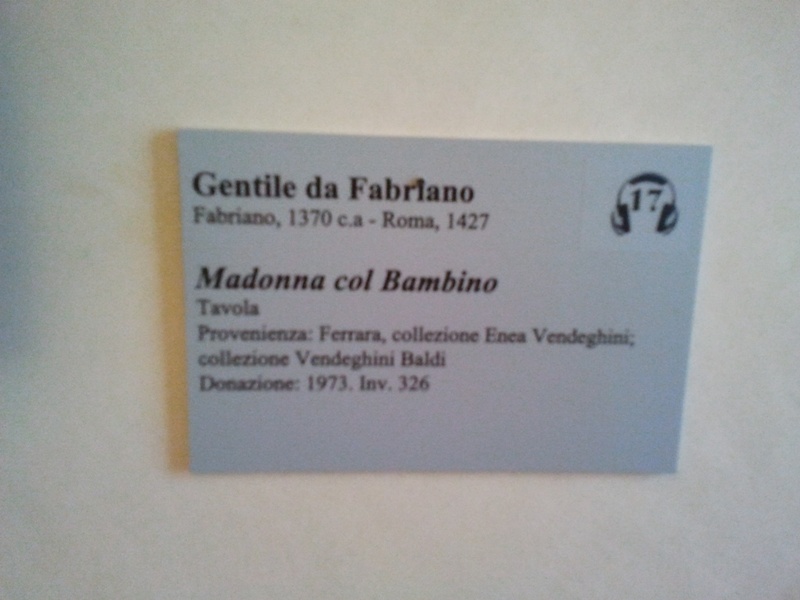 Gentile da Fabriano
Fabriano, 1370 c.a - Roma, 1427
17
Madonna col Bambino
Tavola
Provenienza: Ferrara, collezione Enea Vendeghini;
collezione Vendeghini Baldi
Donazione: 1973. Inv. 326